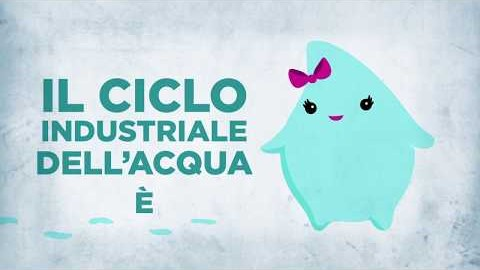 IL CICLO
INDUSTRIALE
DELL'ACQUA
È